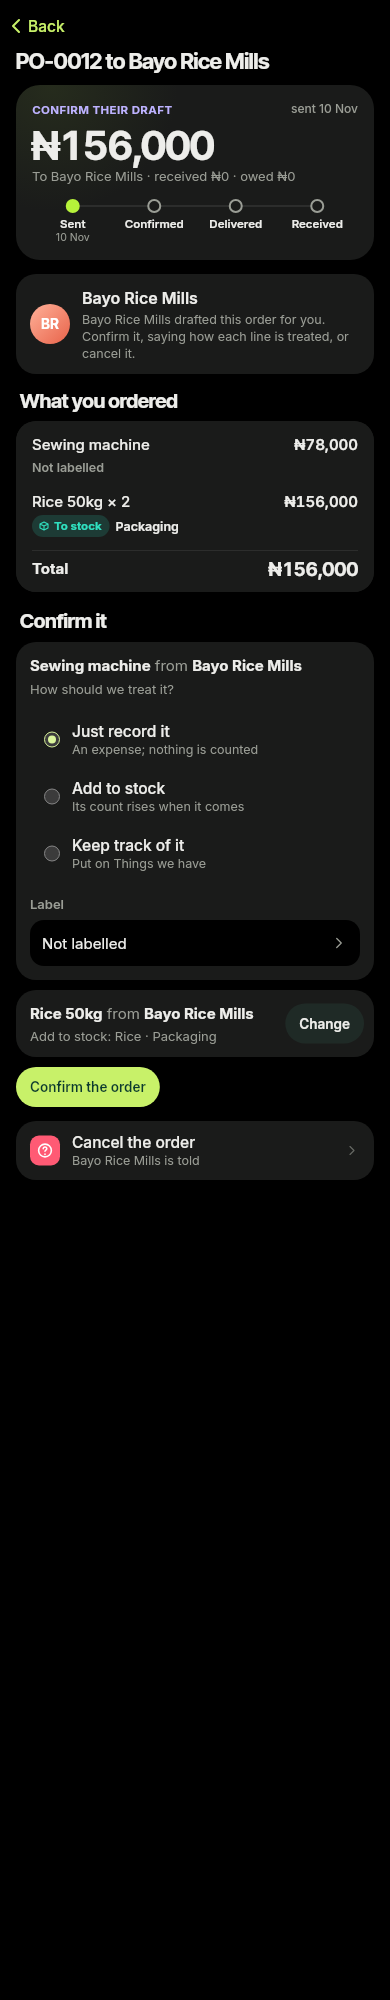 Back
PO-0012 to Bayo Rice Mills
CONFIRM THEIR DRAFT
sent 10 Nov
₦156,000
To Bayo Rice Mills · received ₦0 · owed ₦0
Sent
Confirmed
Delivered
Received
10 Nov
BR
Bayo Rice Mills
Bayo Rice Mills drafted this order for you.
Confirm it, saying how each line is treated, or
cancel it.
What you ordered
Sewing machine
₦78,000
Not labelled
Rice 50kg × 2
₦156,000
To stock
Packaging
Total
₦156,000
Confirm it
Sewing machine from Bayo Rice Mills
How should we treat it?
Just record it
An expense; nothing is counted
Add to stock
Its count rises when it comes
Keep track of it
Put on Things we have
Label
Not labelled
Rice 50kg from Bayo Rice Mills
Add to stock: Rice · Packaging
Change
Confirm the order
Cancel the order
Bayo Rice Mills is told